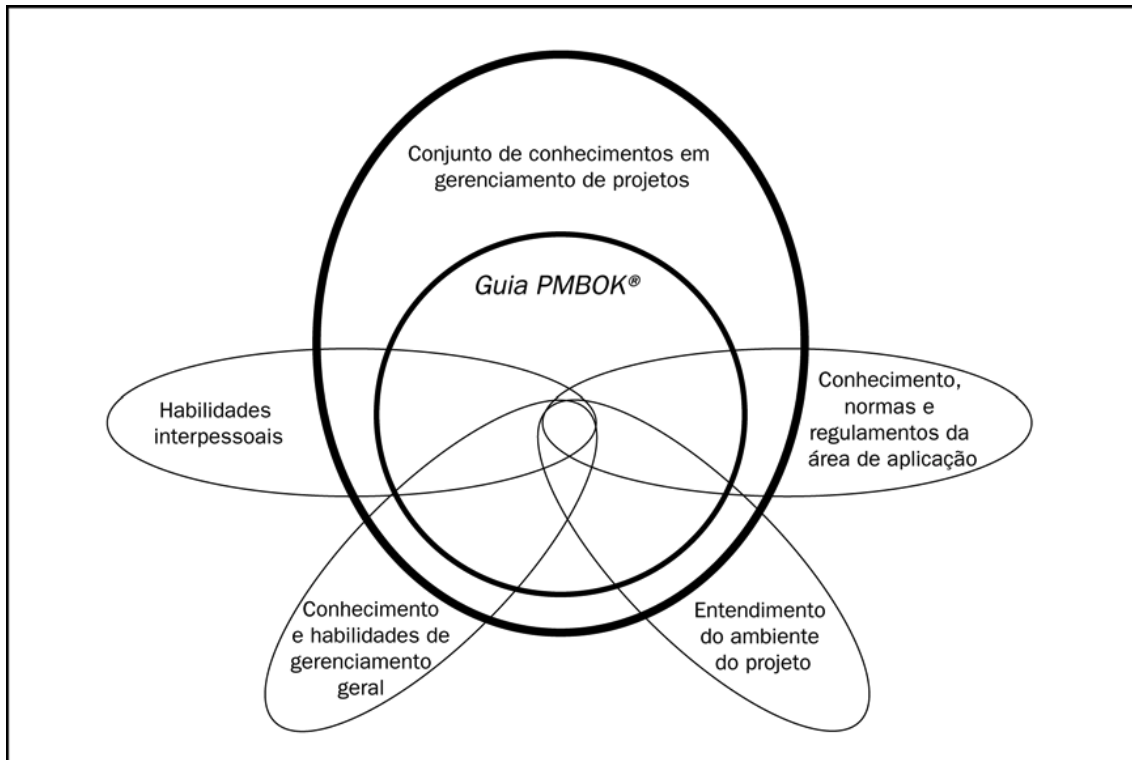 Conjunto de conhecimentos em
gerenciamento de projetos
Guia PMBOK®
Habilidades
interpessoais
Conhecimento,
normas e
regulamentos da
área de aplicação
Conhecimento
e habilidades de
gerenciamento
geral
Entendimento
do ambiente
do projeto